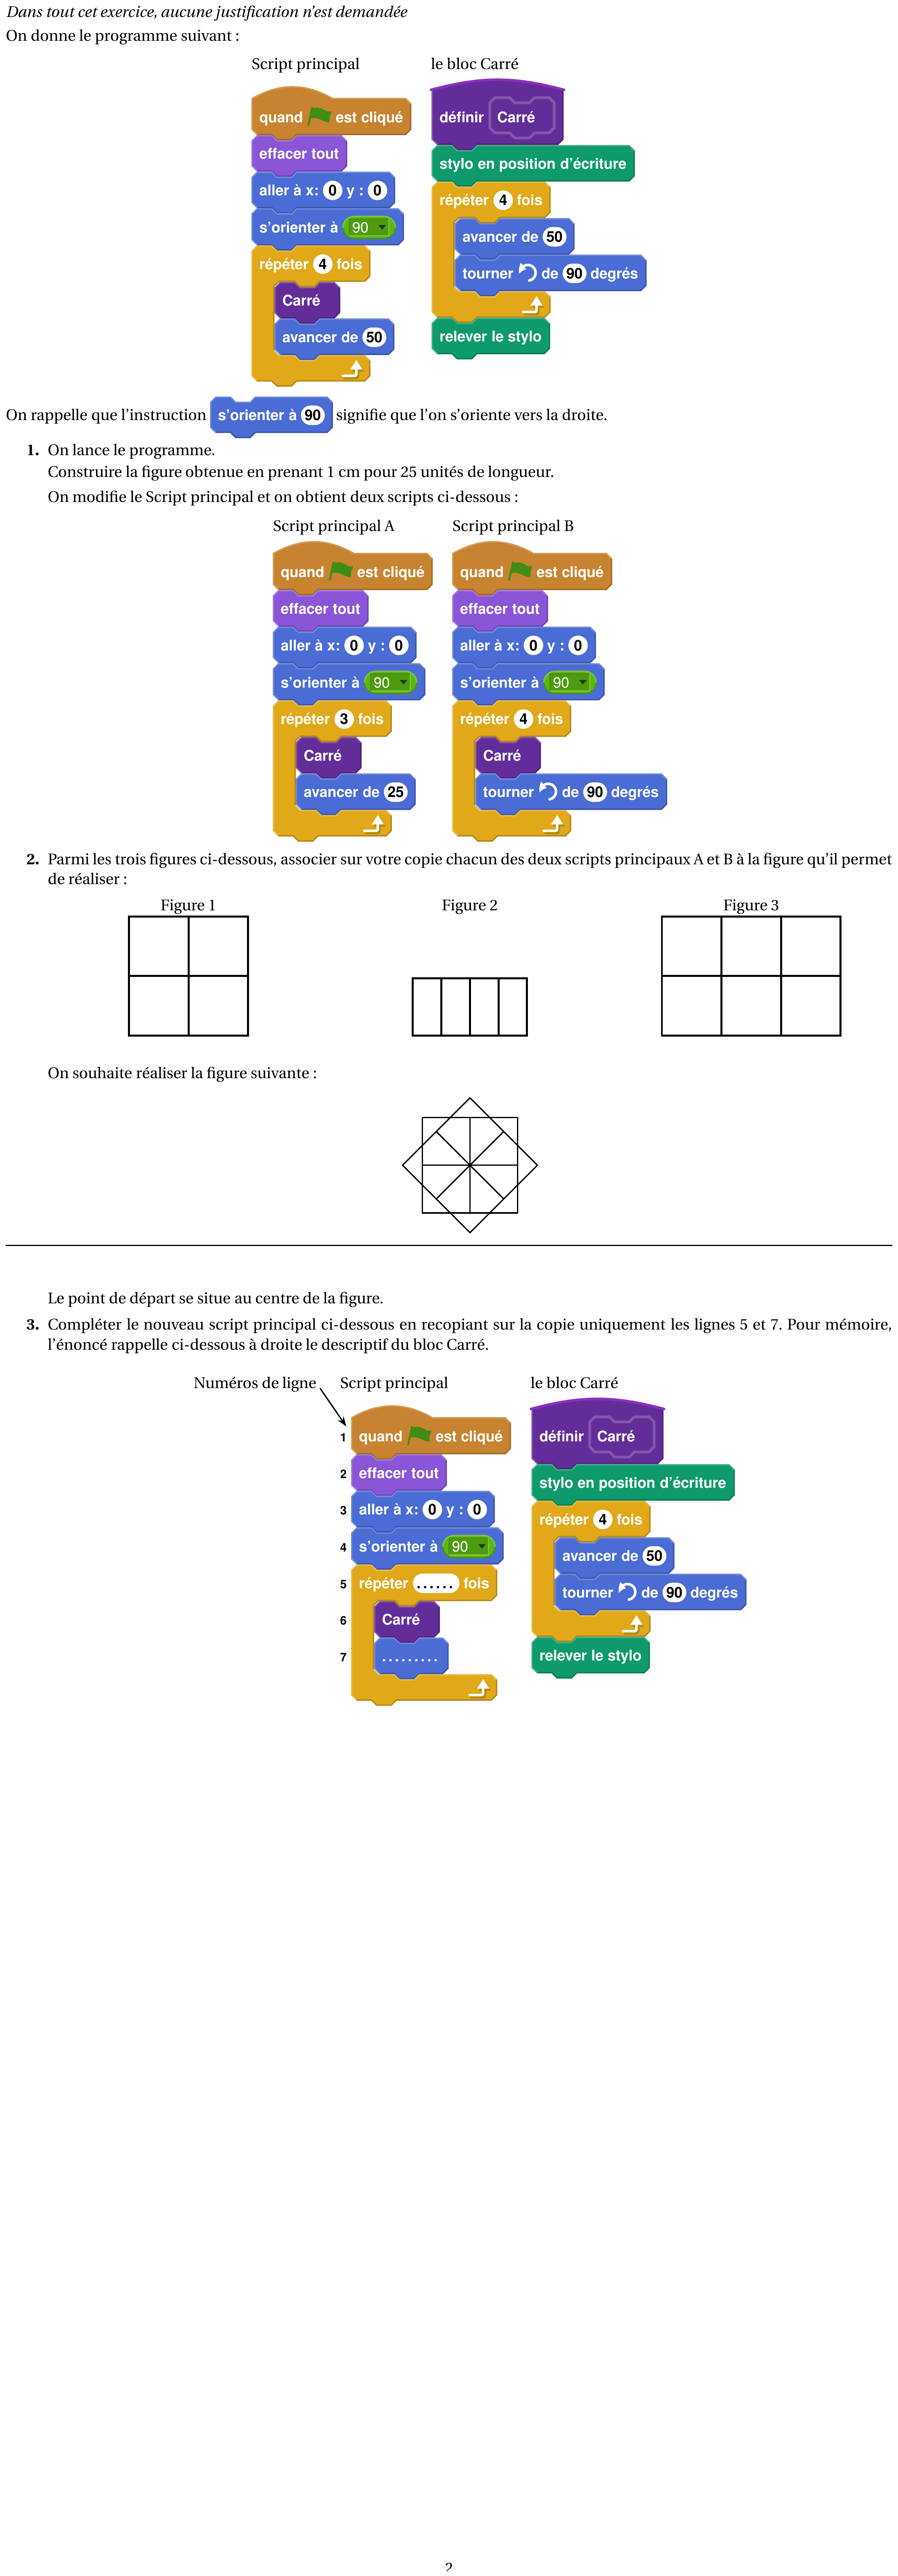 Dans tout cet exercice, aucune justification n'est demandée
On donne le programme suivant :
Script principal
le bloc Carré
quand est cliqué
effacer tout
aller à x: 0 y : 0
s'orienter à 90
répéter 4 fois
Carré
avancer de 50
définir Carré
stylo en position d'écriture
répéter 4 fois
avancer de 50
tourner de 90 degrés
relever le stylo
On rappelle que l'instruction s'orienter à 90 signifie que l'on s'oriente vers la droite.
1. On lance le programme.
Construire la figure obtenue en prenant 1 cm pour 25 unités de longueur.
On modifie le Script principal et on obtient deux scripts ci-dessous :
Script principal A
Script principal B
quand est cliqué
effacer tout
aller à x: 0 y : 0
s'orienter à 90
répéter 3 fois
Carré
avancer de 25
quand est cliqué
effacer tout
aller à x: 0 y : 0
s'orienter à 90
répéter 4 fois
Carré
tourner de 90 degrés
2. Parmi les trois figures ci-dessous, associer sur votre copie chacun des deux scripts principaux A et B à la figure qu'il permet
de réaliser :
Figure 1
Figure 2
Figure 3
On souhaite réaliser la figure suivante :
Le point de départ se situe au centre de la figure.
3. Compléter le nouveau script principal ci-dessous en recopiant sur la copie uniquement les lignes 5 et 7. Pour mémoire,
l'énoncé rappelle ci-dessous à droite le descriptif du bloc Carré.
Numéros de ligne
Script principal
le bloc Carré
1 quand est cliqué
2 effacer tout
3 aller à x: 0 y : 0
4 s'orienter à 90
5 répéter ...... fois
6 Carré
7 .........
définir Carré
stylo en position d'écriture
répéter 4 fois
avancer de 50
tourner de 90 degrés
relever le stylo
2